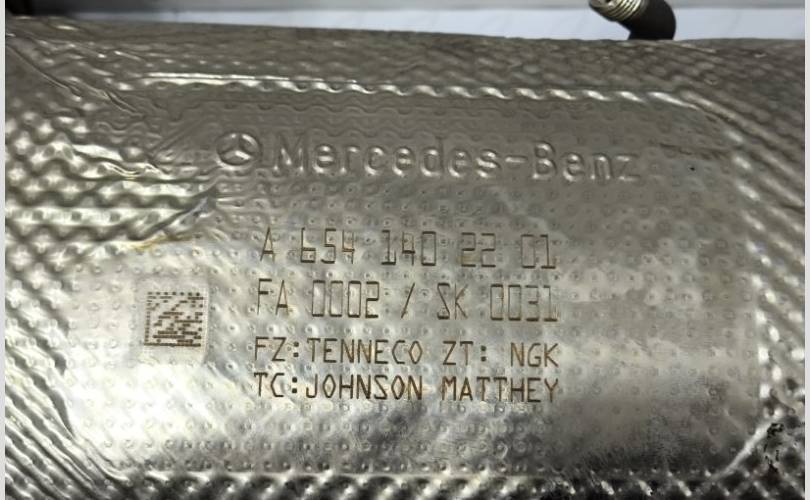 Mercedes-Benz
A 654 140 22 01
FA 0002 / SK 0031
FZ:TENNECO ZT: NGK
TC:JOHNSON MATTHEY